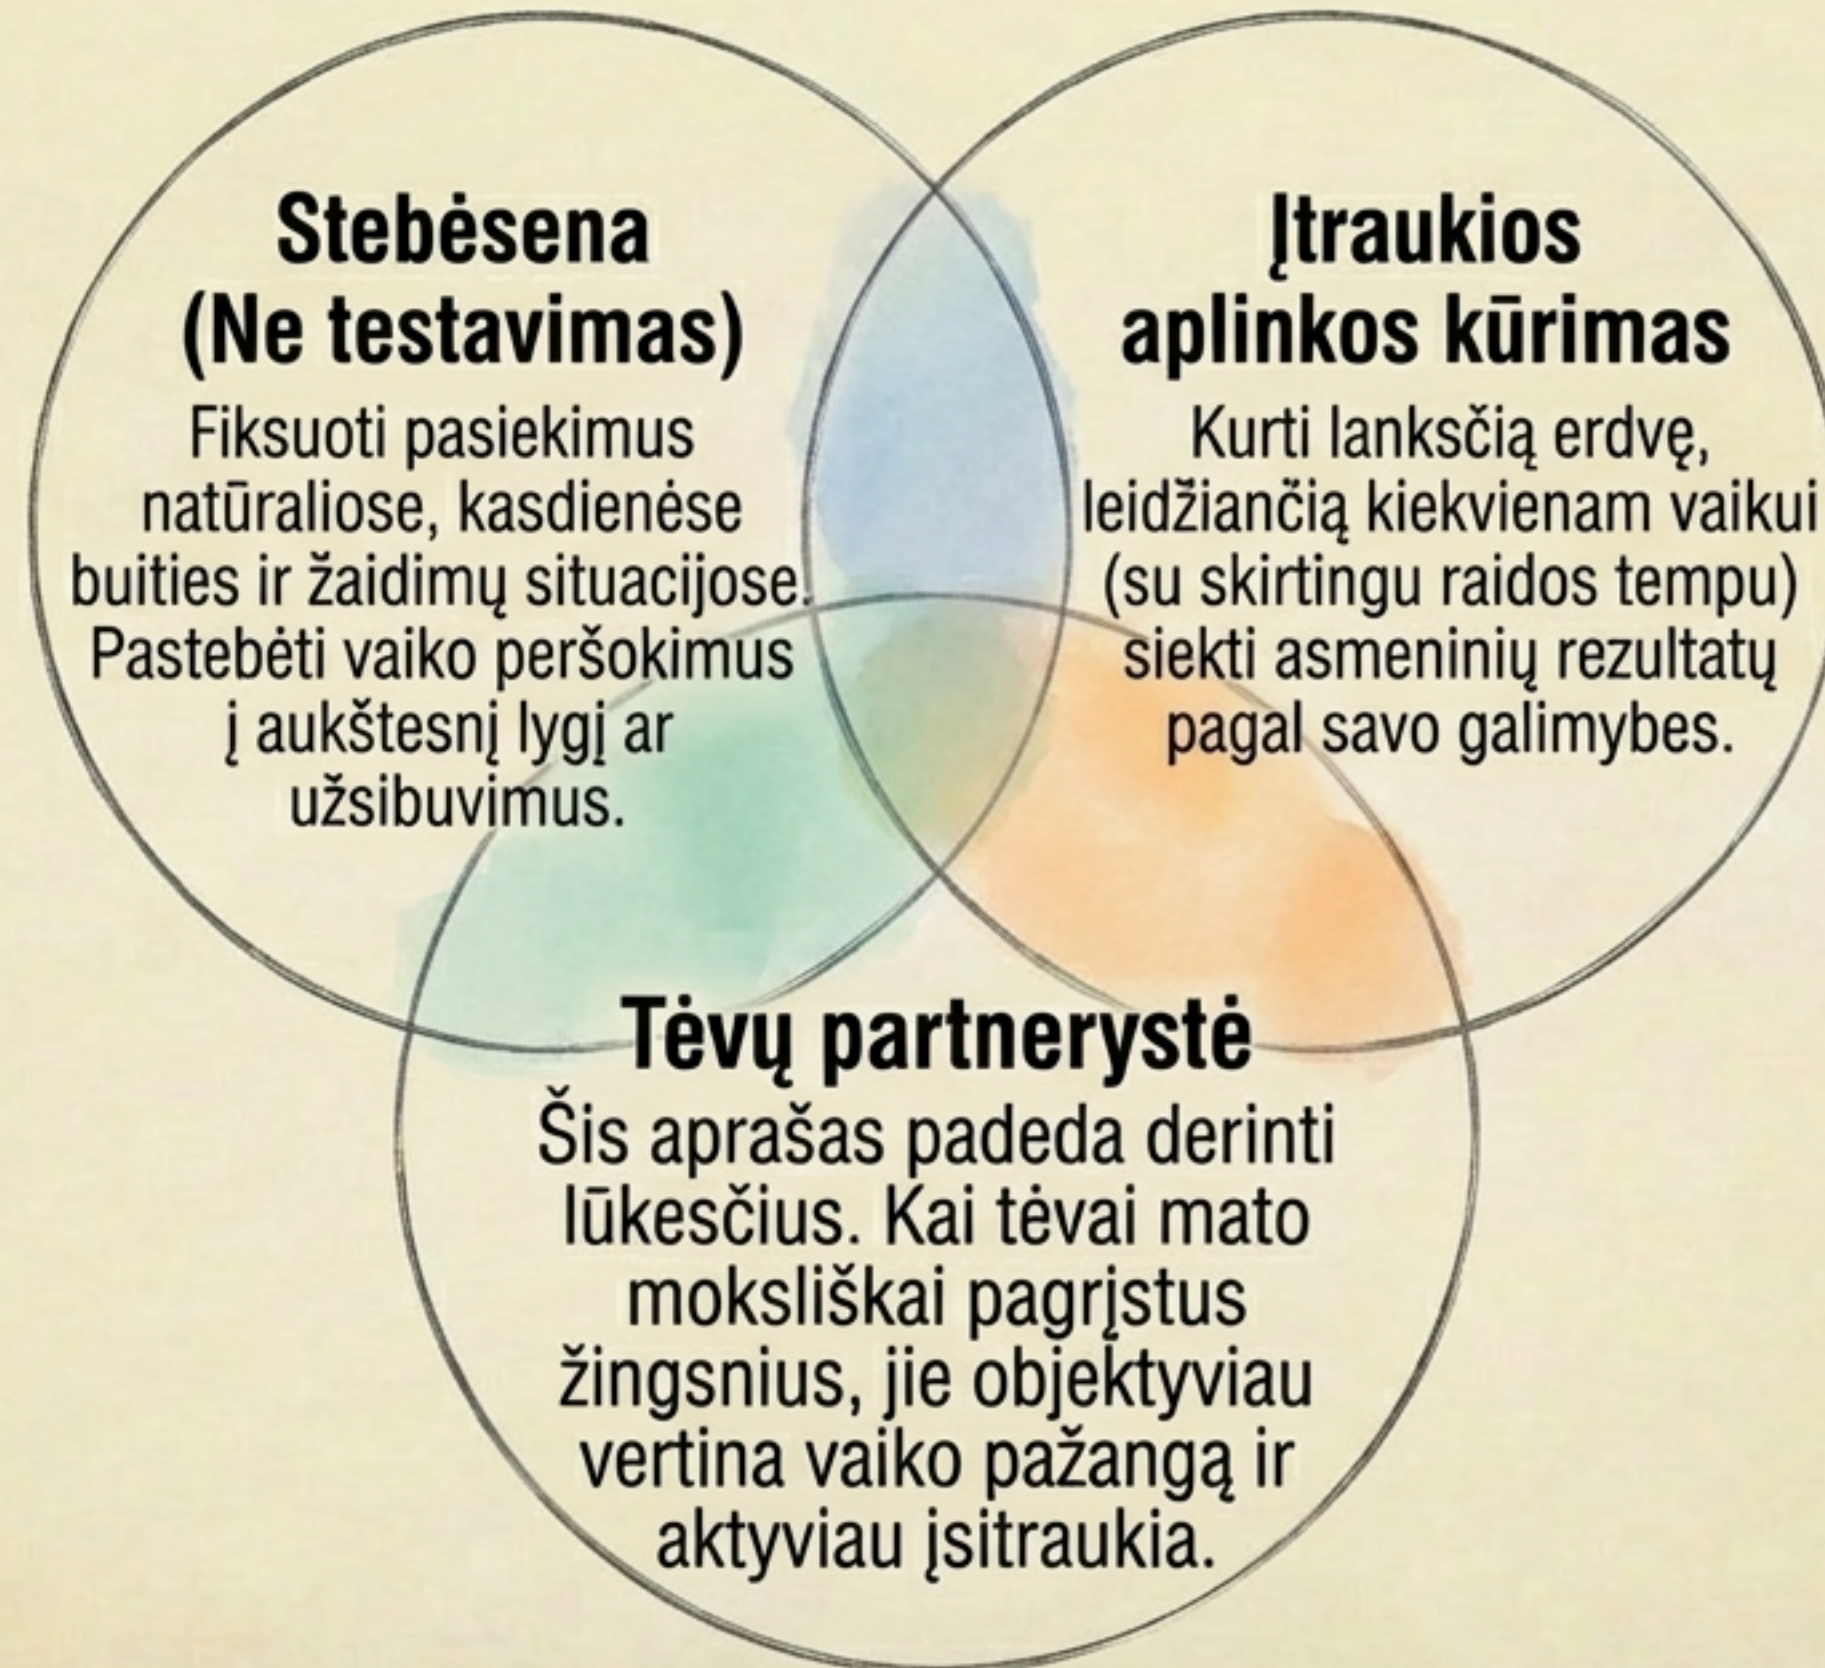 Stebėsena
(Ne testavimas)
Fiksuoti pasiekimus
natūraliose, kasdienėse
buities ir žaidimų situacijose.
Pastebėti vaiko peršokimus
į aukštesnį lygį ar
užsibuvimus.
Įtraukios
aplinkos kūrimas
Kurti lanksčią erdvę,
leidžiančią kiekvienam vaikui
(su skirtingu raidos tempu)
siekti asmeninių rezultatų
pagal savo galimybes.
Tėvų partnerystė
Šis aprašas padeda derinti
lūkesčius. Kai tėvai mato
moksliškai pagrįstus
žingsnius, jie objektyviau
vertina vaiko pažangą ir
aktyviau įsitraukia.